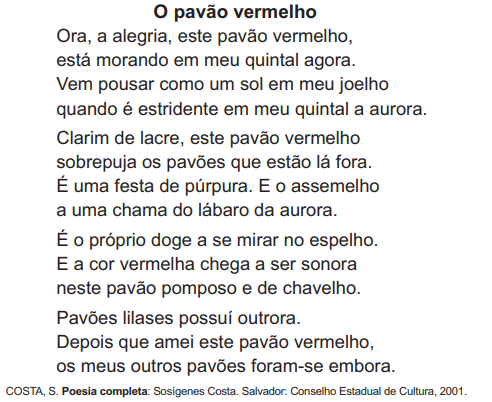 O pavão vermelho
Ora, a alegria, este pavão vermelho,
está morando em meu quintal agora.
Vem pousar como um sol em meu joelho
quando é estridente em meu quintal a aurora.
Clarim de lacre, este pavão vermelho
sobrepuja os pavões que estão lá fora.
É uma festa de púrpura. E o assemelho
a uma chama do lábaro da aurora.
É o próprio doge a se mirar no espelho.
E a cor vermelha chega a ser sonora
neste pavão pomposo e de chavelho.
Pavões lilases possuí outrora.
Depois que amei este pavão vermelho,
os meus outros pavões foram-se embora.
COSTA, S. Poesia completa: Sosígenes Costa. Salvador: Conselho Estadual de Cultura, 2001.